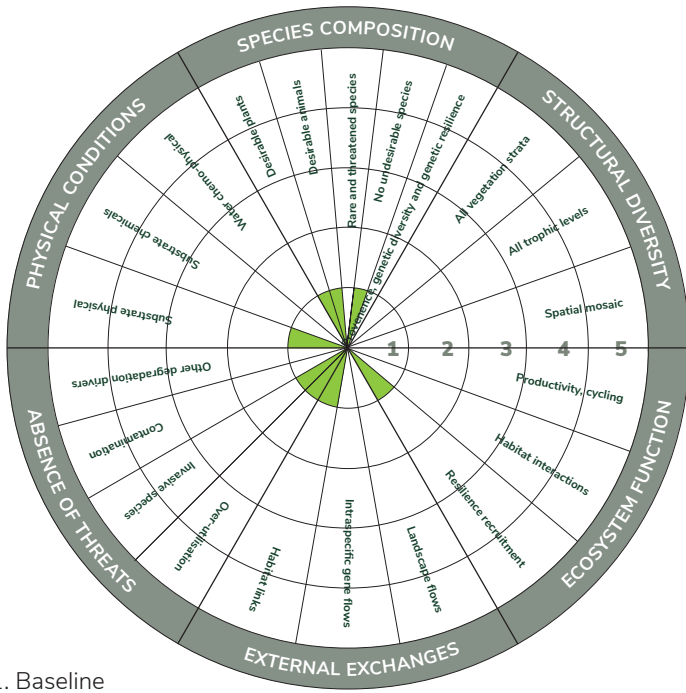 SPECIES COMPOSITION
STRUCTURAL DIVERSITY
ECOSYSTEM FUNCTION
EXTERNAL EXCHANGES
ABSENCE OF THREATS
PHYSICAL CONDITIONS
Desirable plants
Desirable animals
Rare and threatened species
No undesirable species
genetic diversity and genetic resilience
All vegetation strata
All trophic levels
Spatial mosaic
1 2 3 4 5
Productivity, cycling
Habitat interactions
Resilience recruitment
Landscape flows
Intraspecific gene flows
Habitat links
Over-utilisation
Invasive species
Contamination
Other degradation drivers
Substrate physical
Substrate chemicals
Water chemo-physical
Baseline